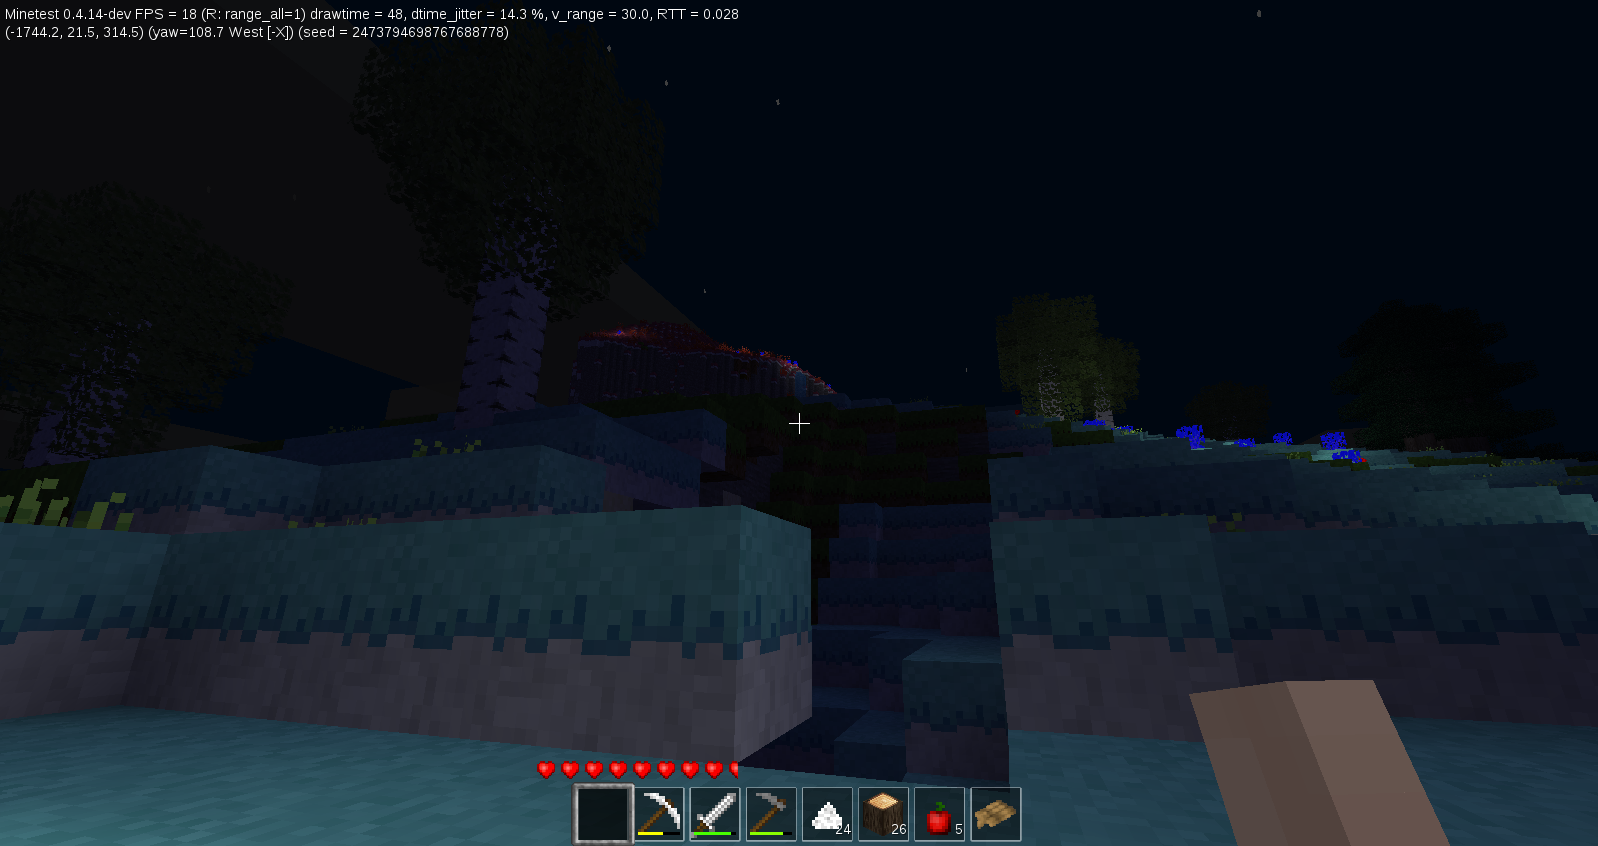 Minetest 0.4.14-dev FPS = 18 (R: range_all=1) drawtime = 48, dtime_jitter = 14.3 %, v_range = 30.0, RTT = 0.028
(-1744.2, 21.5, 314.5) (yaw=108.7 West [-X]) (seed = 2473794698767688778)
24 26 5